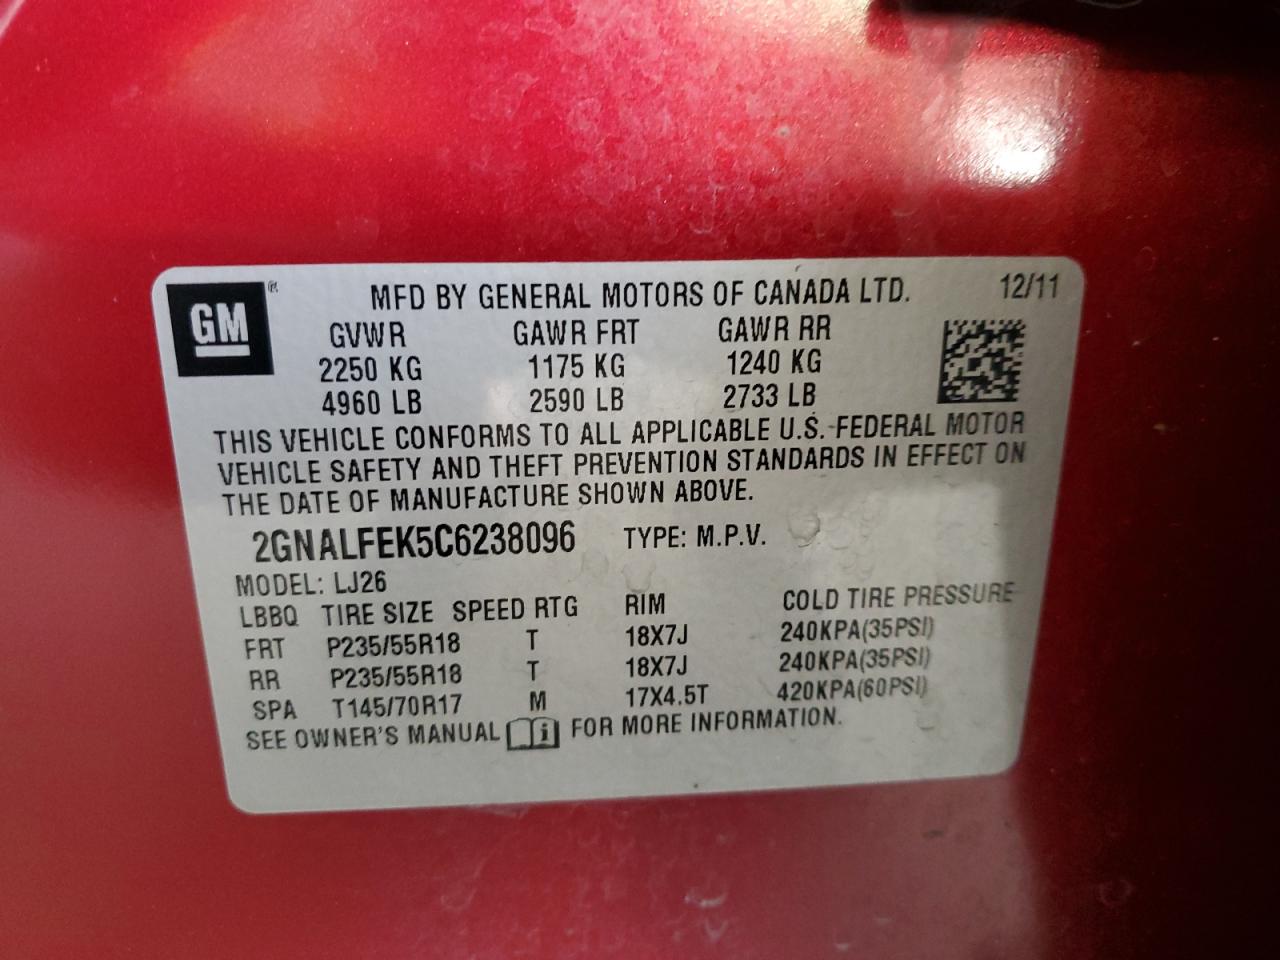 GM ® MFD BY GENERAL MOTORS OF CANADA LTD. 12/11
GVWR GAWR FRT GAWR RR
2250 KG 1175 KG 1240 KG
4960 LB 2590 LB 2733 LB
THIS VEHICLE CONFORMS TO ALL APPLICABLE U.S. FEDERAL MOTOR
VEHICLE SAFETY AND THEFT PREVENTION STANDARDS IN EFFECT ON
THE DATE OF MANUFACTURE SHOWN ABOVE.
2GNALFEK5C6238096 TYPE: M.P.V.
MODEL: LJ26
LBBQ TIRE SIZE SPEED RTG RIM COLD TIRE PRESSURE
FRT P235/55R18 T 18X7J 240KPA(35PSI)
RR P235/55R18 T 18X7J 240KPA(35PSI)
SPA T145/70R17 M 17X4.5T 420KPA(60PSI)
SEE OWNER'S MANUAL i FOR MORE INFORMATION.